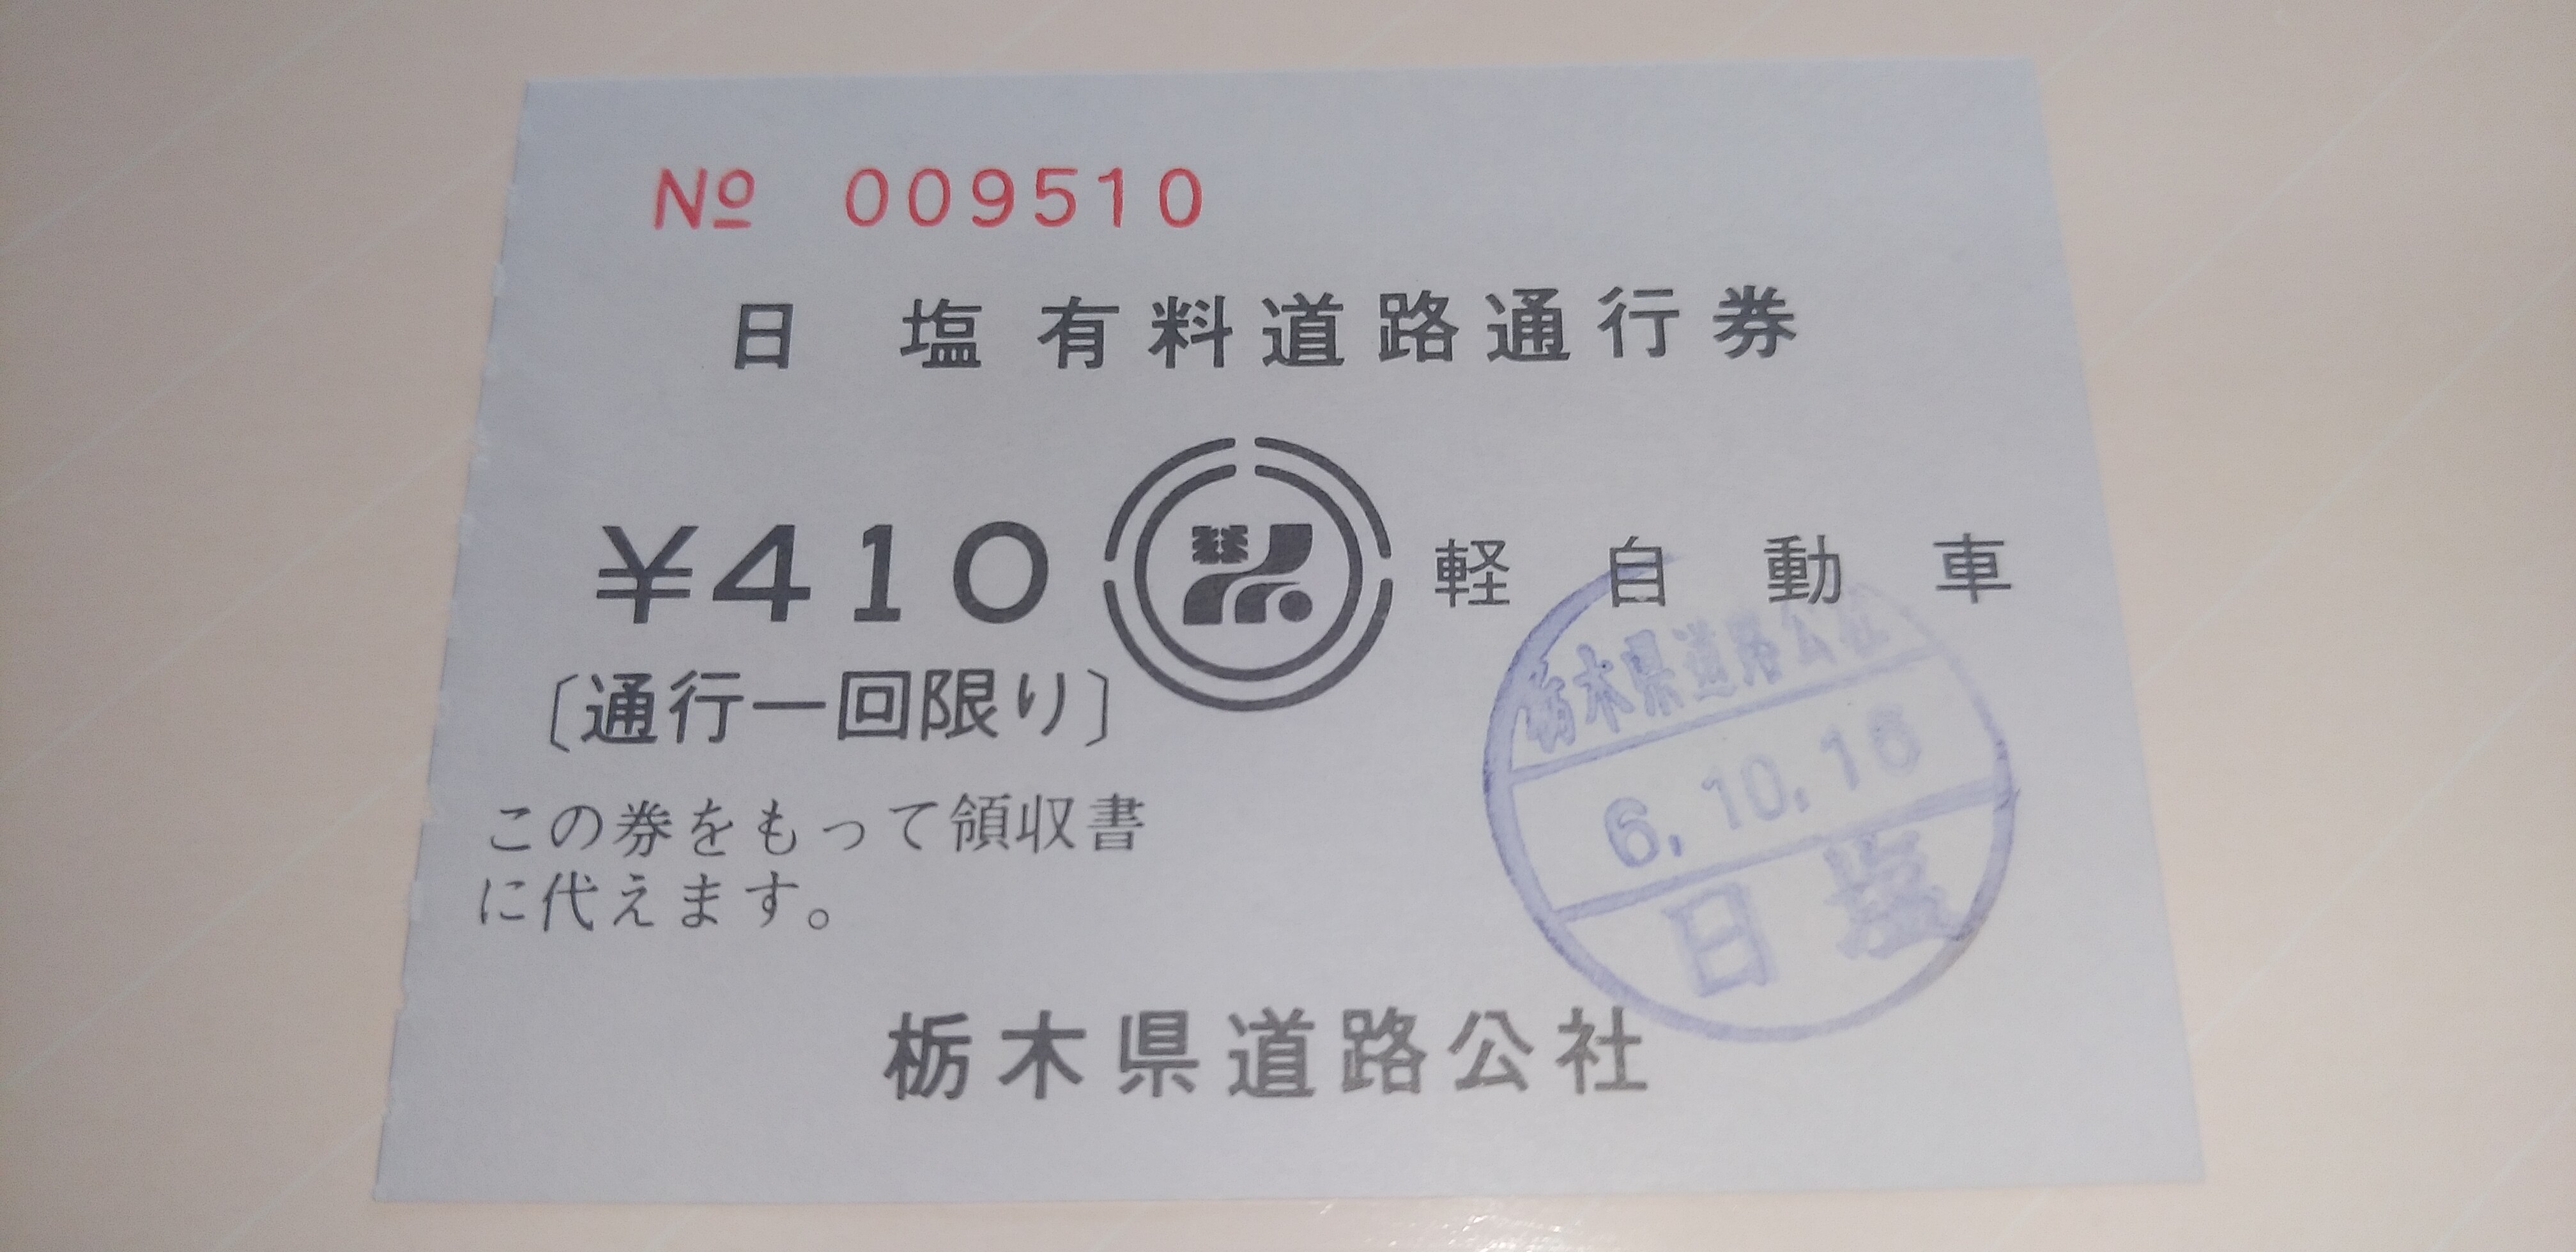 № 009510
日 塩 有 料 道 路 通 行 券
¥410
軽 自 動 車
〔通行一回限り〕
この券をもって領収書
に代えます。
栃木県道路公社
6.10.16
日 塩
栃木県道路公社